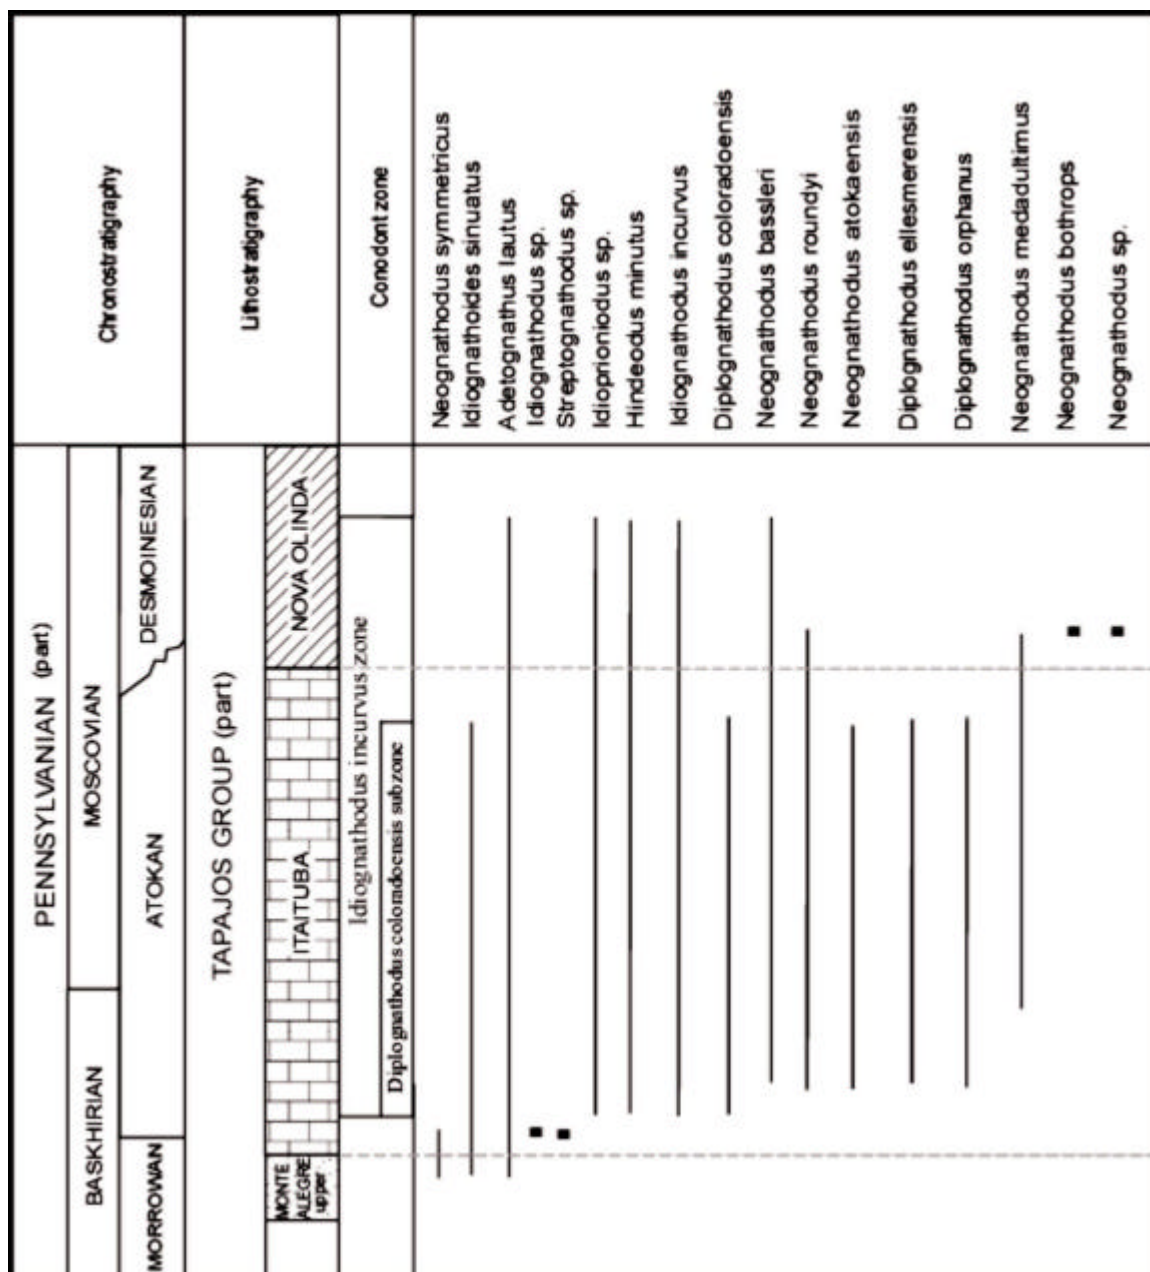 Chronostratigraphy
Lithostratigraphy
Conodont zone
Neognathodus symmetricus
Idiognathoides sinuatus
Adetognathus lautus
Idiognathodus sp.
Streptognathodus sp.
Idioprioniodus sp.
Hindeodus minutus
Idiognathodus incurvus
Diplognathodus coloradoensis
Neognathodus bassleri
Neognathodus roundyi
Neognathodus atokaensis
Diplognathodus ellesmerensis
Diplognathodus orphanus
Neognathodus medadultimus
Neognathodus bothrops
Neognathodus sp.
PENNSYLVANIAN (part)
MOSCOVIAN
BASKHIRIAN
DESMOINESIAN
ATOKAN
MORROWAN
TAPAJOS GROUP (part)
NOVA OLINDA
ITAITUBA
MONTE
ALEGRE
upper
Idiognathodus incurvus zone
Diplognathodus coloradoensis subzone